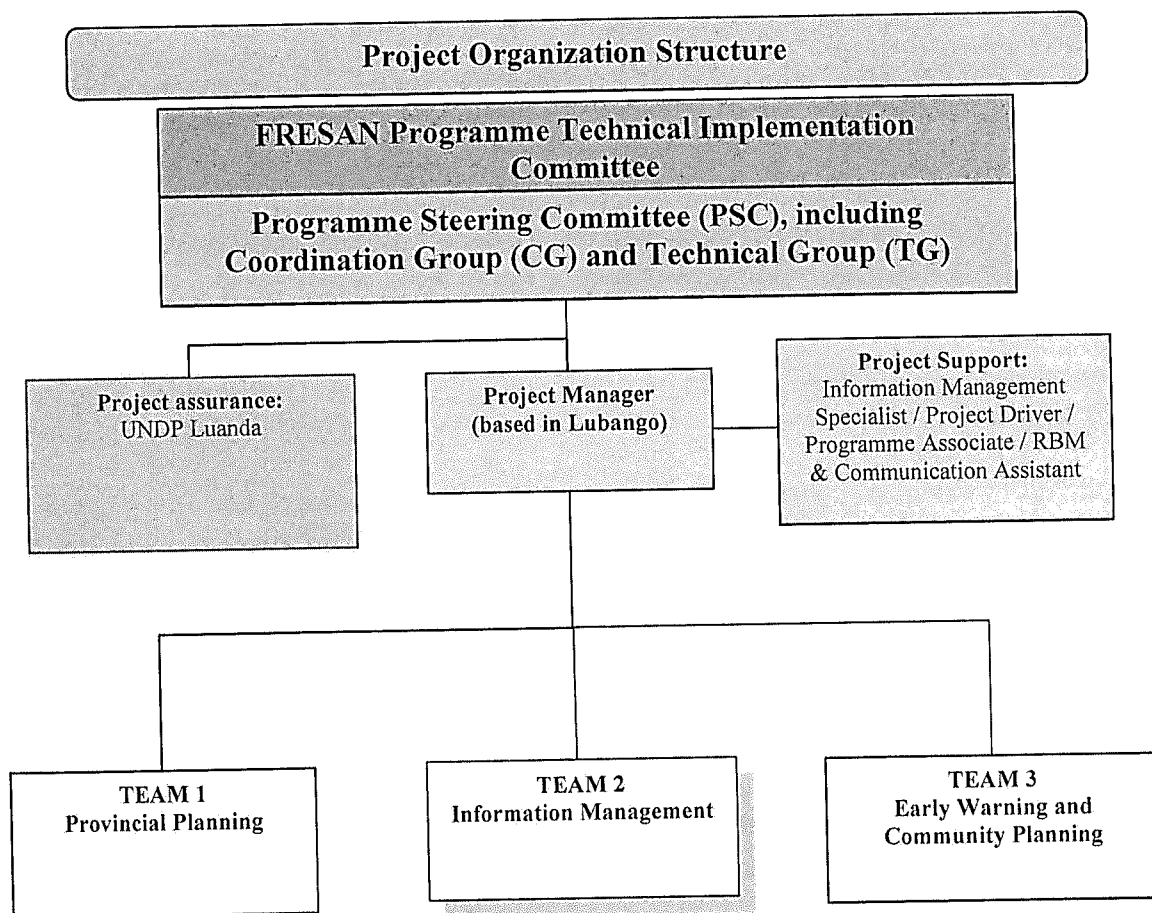 Project Organization Structure
FRESAN Programme Technical Implementation
Committee
Programme Steering Committee (PSC), including
Coordination Group (CG) and Technical Group (TG)
Project assurance:
UNDP Luanda
Project Manager
(based in Lubango)
Project Support:
Information Management
Specialist / Project Driver /
Programme Associate / RBM
& Communication Assistant
TEAM 1
Provincial Planning
TEAM 2
Information Management
TEAM 3
Early Warning and
Community Planning